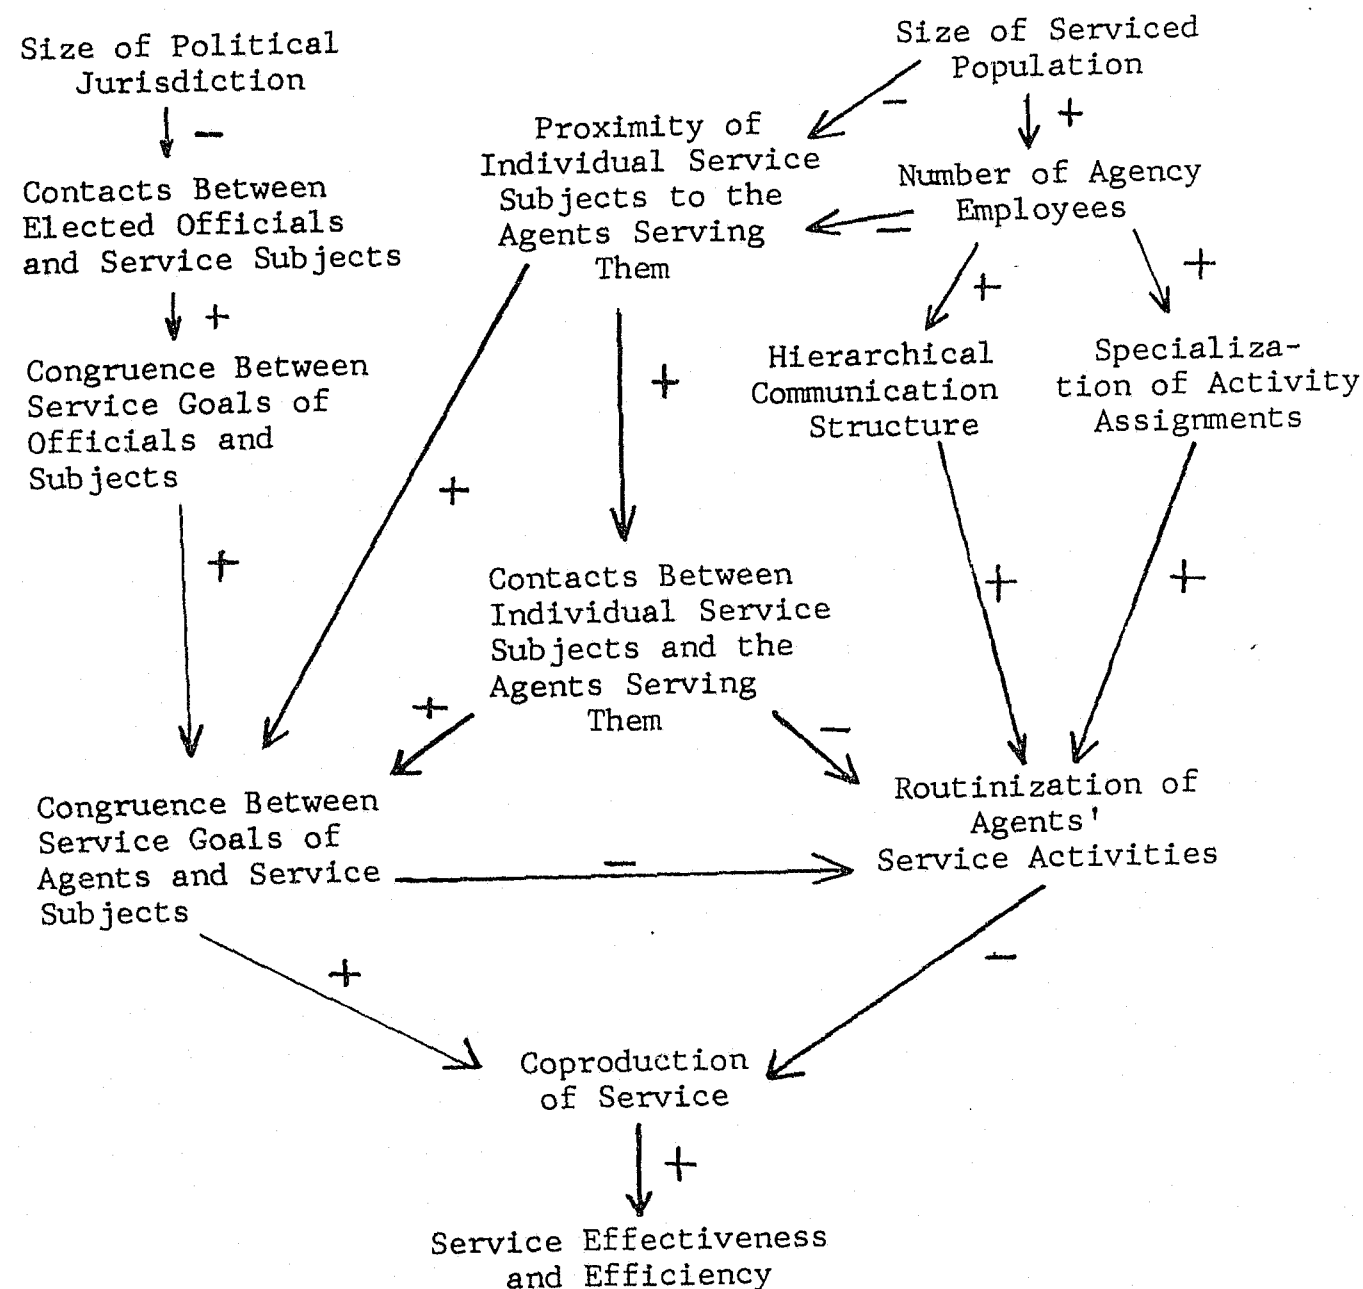 Size of Political
Jurisdiction
−
Contacts Between
Elected Officials
and Service Subjects
+
Congruence Between
Service Goals of
Officials and
Subjects
+
Size of Serviced
Population
−
+
Proximity of
Individual Service
Subjects to the
Agents Serving
Them
−
Number of Agency
Employees
+
+
Hierarchical
Communication
Structure
Specializa-
tion of Activity
Assignments
+
+
+
+
Contacts Between
Individual Service
Subjects and the
Agents Serving
Them
+
−
Congruence Between
Service Goals of
Agents and Service
Subjects
−
Routinization of
Agents'
Service Activities
+
−
Coproduction
of Service
+
Service Effectiveness
and Efficiency